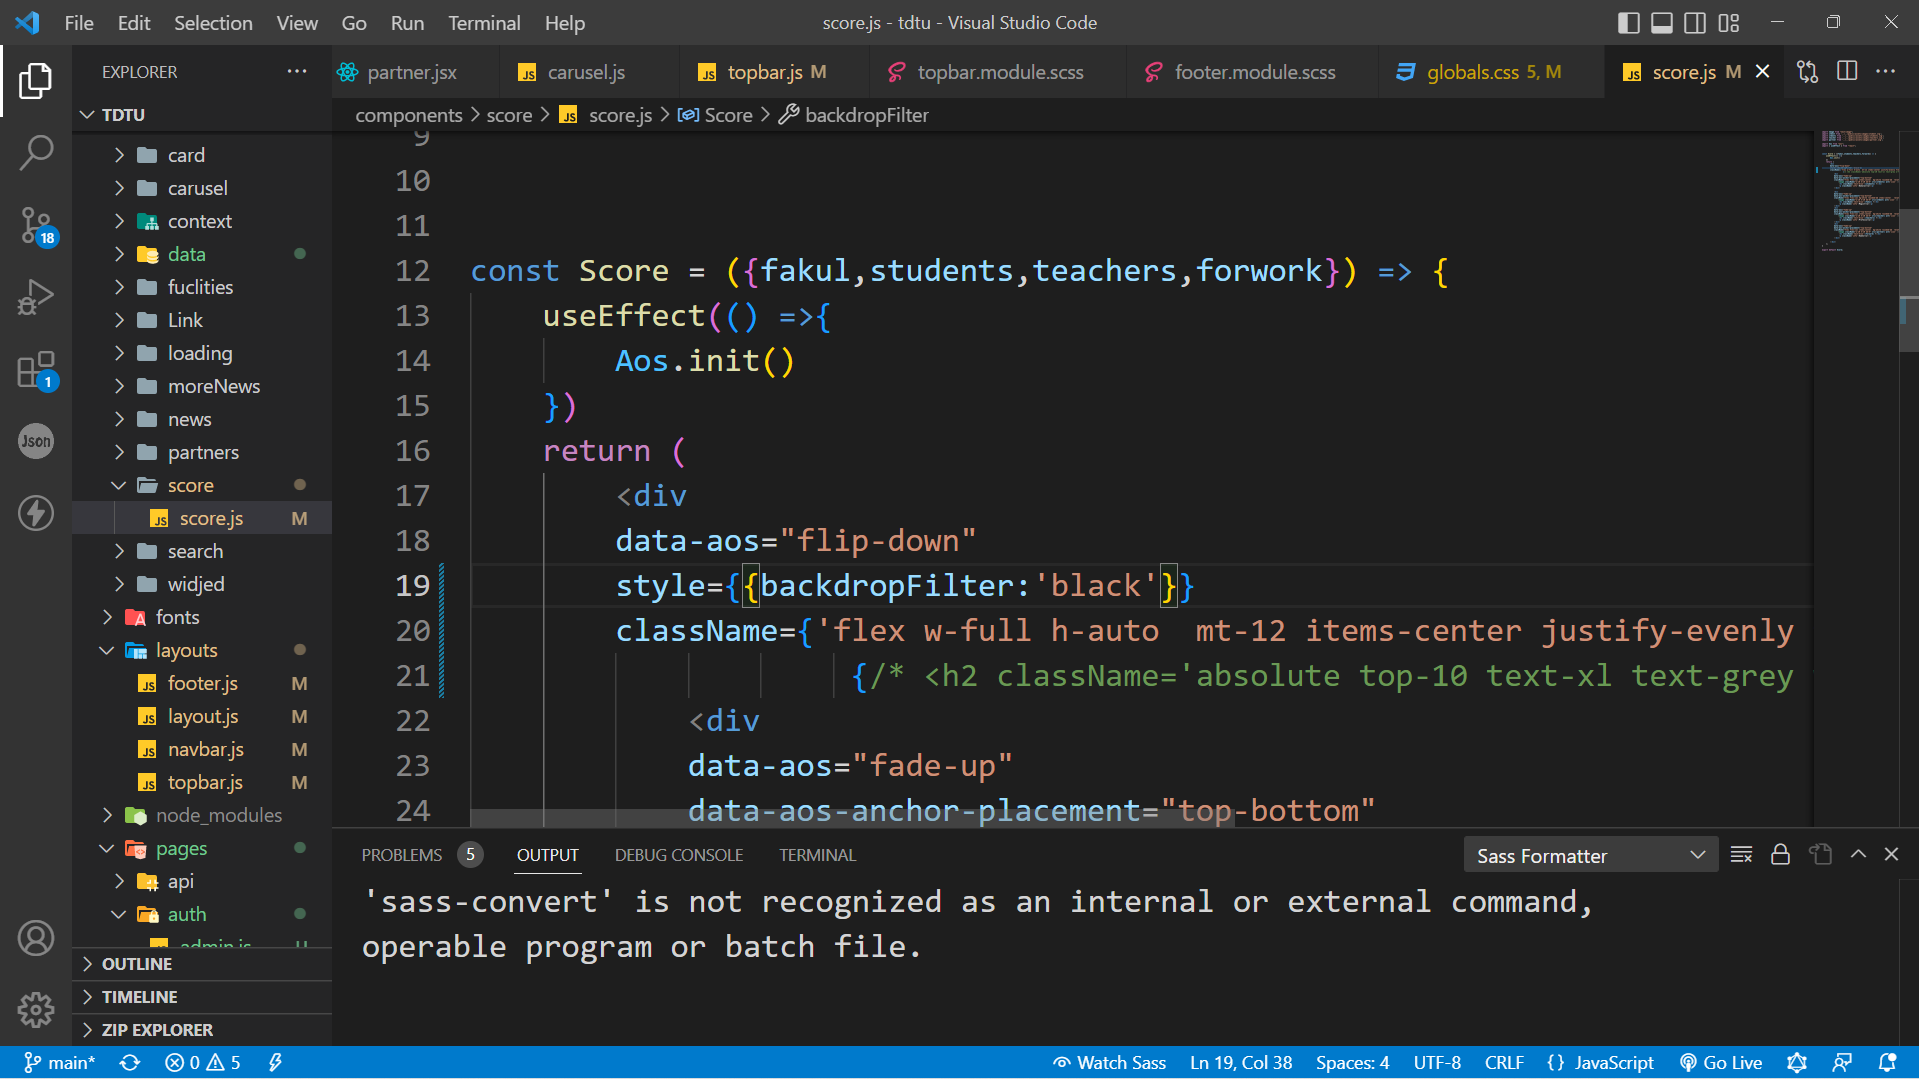 File Edit Selection View Go Run Terminal Help
score.js - tdtu - Visual Studio Code
EXPLORER
partner.jsx
carusel.js
topbar.js M
topbar.module.scss
footer.module.scss
globals.css 5, M
score.js M
TDTU
components > score > score.js > Score > backdropFilter
card
carusel
context
data
fuclities
Link
loading
moreNews
news
partners
score
score.js M
search
widjed
fonts
layouts
footer.js M
layout.js M
navbar.js M
topbar.js M
node_modules
pages
api
auth
admin.js U
OUTLINE
TIMELINE
ZIP EXPLORER
18
1
Json
9
10
11
12 const Score = ({fakul,students,teachers,forwork}) => {
13 useEffect(() =>{
14 Aos.init()
15 })
16 return (
17 <div
18 data-aos="flip-down"
19 style={{backdropFilter:'black'}}
20 className={'flex w-full h-auto  mt-12 items-center justify-evenly
21 {/* <h2 className='absolute top-10 text-xl text-grey
22 <div
23 data-aos="fade-up"
24 data-aos-anchor-placement="top-bottom"
PROBLEMS 5 OUTPUT DEBUG CONSOLE TERMINAL
Sass Formatter
'sass-convert' is not recognized as an internal or external command,
operable program or batch file.
main* 0 5
Watch Sass Ln 19, Col 38 Spaces: 4 UTF-8 CRLF {} JavaScript Go Live